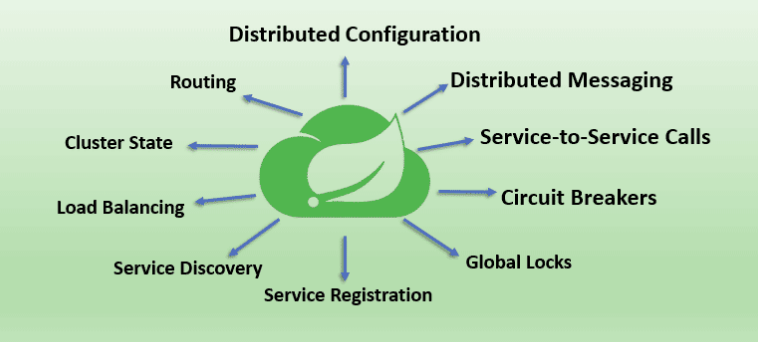 Distributed Configuration
Routing
Distributed Messaging
Cluster State
Service-to-Service Calls
Load Balancing
Circuit Breakers
Service Discovery
Global Locks
Service Registration